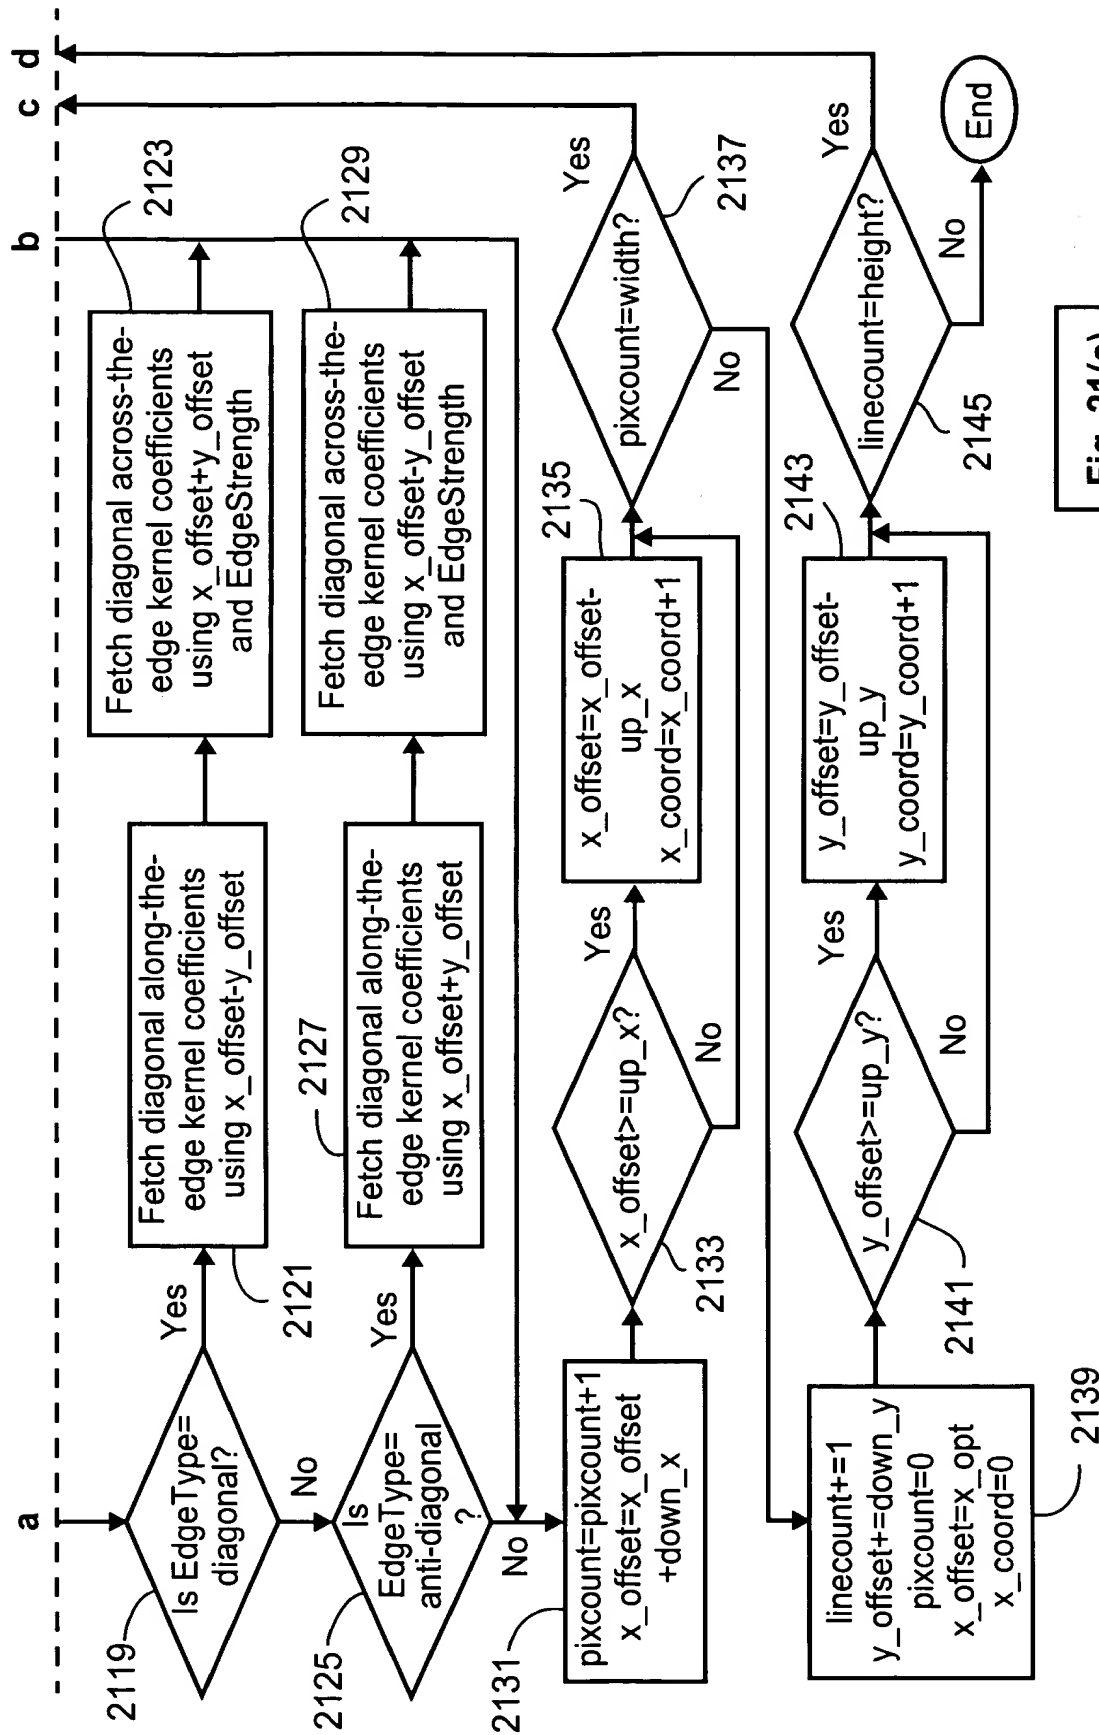 a
b
c
d
2119
Is EdgeType=
diagonal?
Yes
No
2121
Fetch diagonal along-the-
edge kernel coefficients
using x_offset-y_offset
2123
Fetch diagonal across-the-
edge kernel coefficients
using x_offset+y_offset
and EdgeStrength
2125
Is
EdgeType=
anti-diagonal
?
Yes
No
2127
Fetch diagonal along-the-
edge kernel coefficients
using x_offset+y_offset
2129
Fetch diagonal across-the-
edge kernel coefficients
using x_offset-y_offset
and EdgeStrength
2131
pixcount=pixcount+1
x_offset=x_offset
+down_x
2133
x_offset>=up_x?
Yes
No
2135
x_offset=x_offset-
up_x
x_coord=x_coord+1
2137
pixcount=width?
Yes
No
2139
linecount+=1
y_offset+=down_y
pixcount=0
x_offset=x_opt
x_coord=0
2141
y_offset>=up_y?
Yes
No
2143
y_offset=y_offset-
up_y
y_coord=y_coord+1
2145
linecount=height?
Yes
No
End